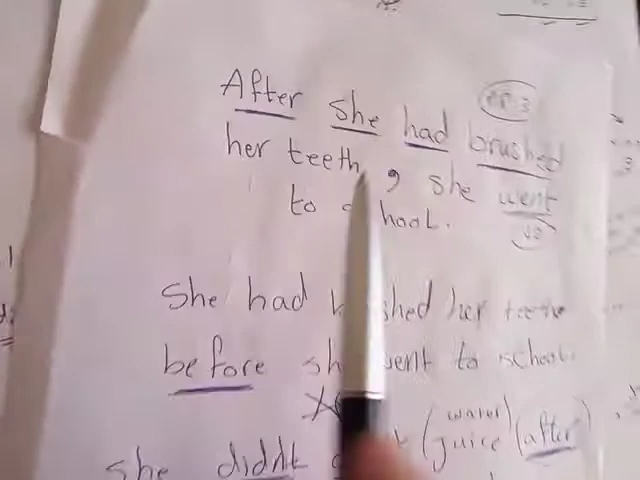 After she had brushed
her teeth, she went
to school.
She had brushed her teeth
before she went to school.
she didn't (juice (after)
(water)